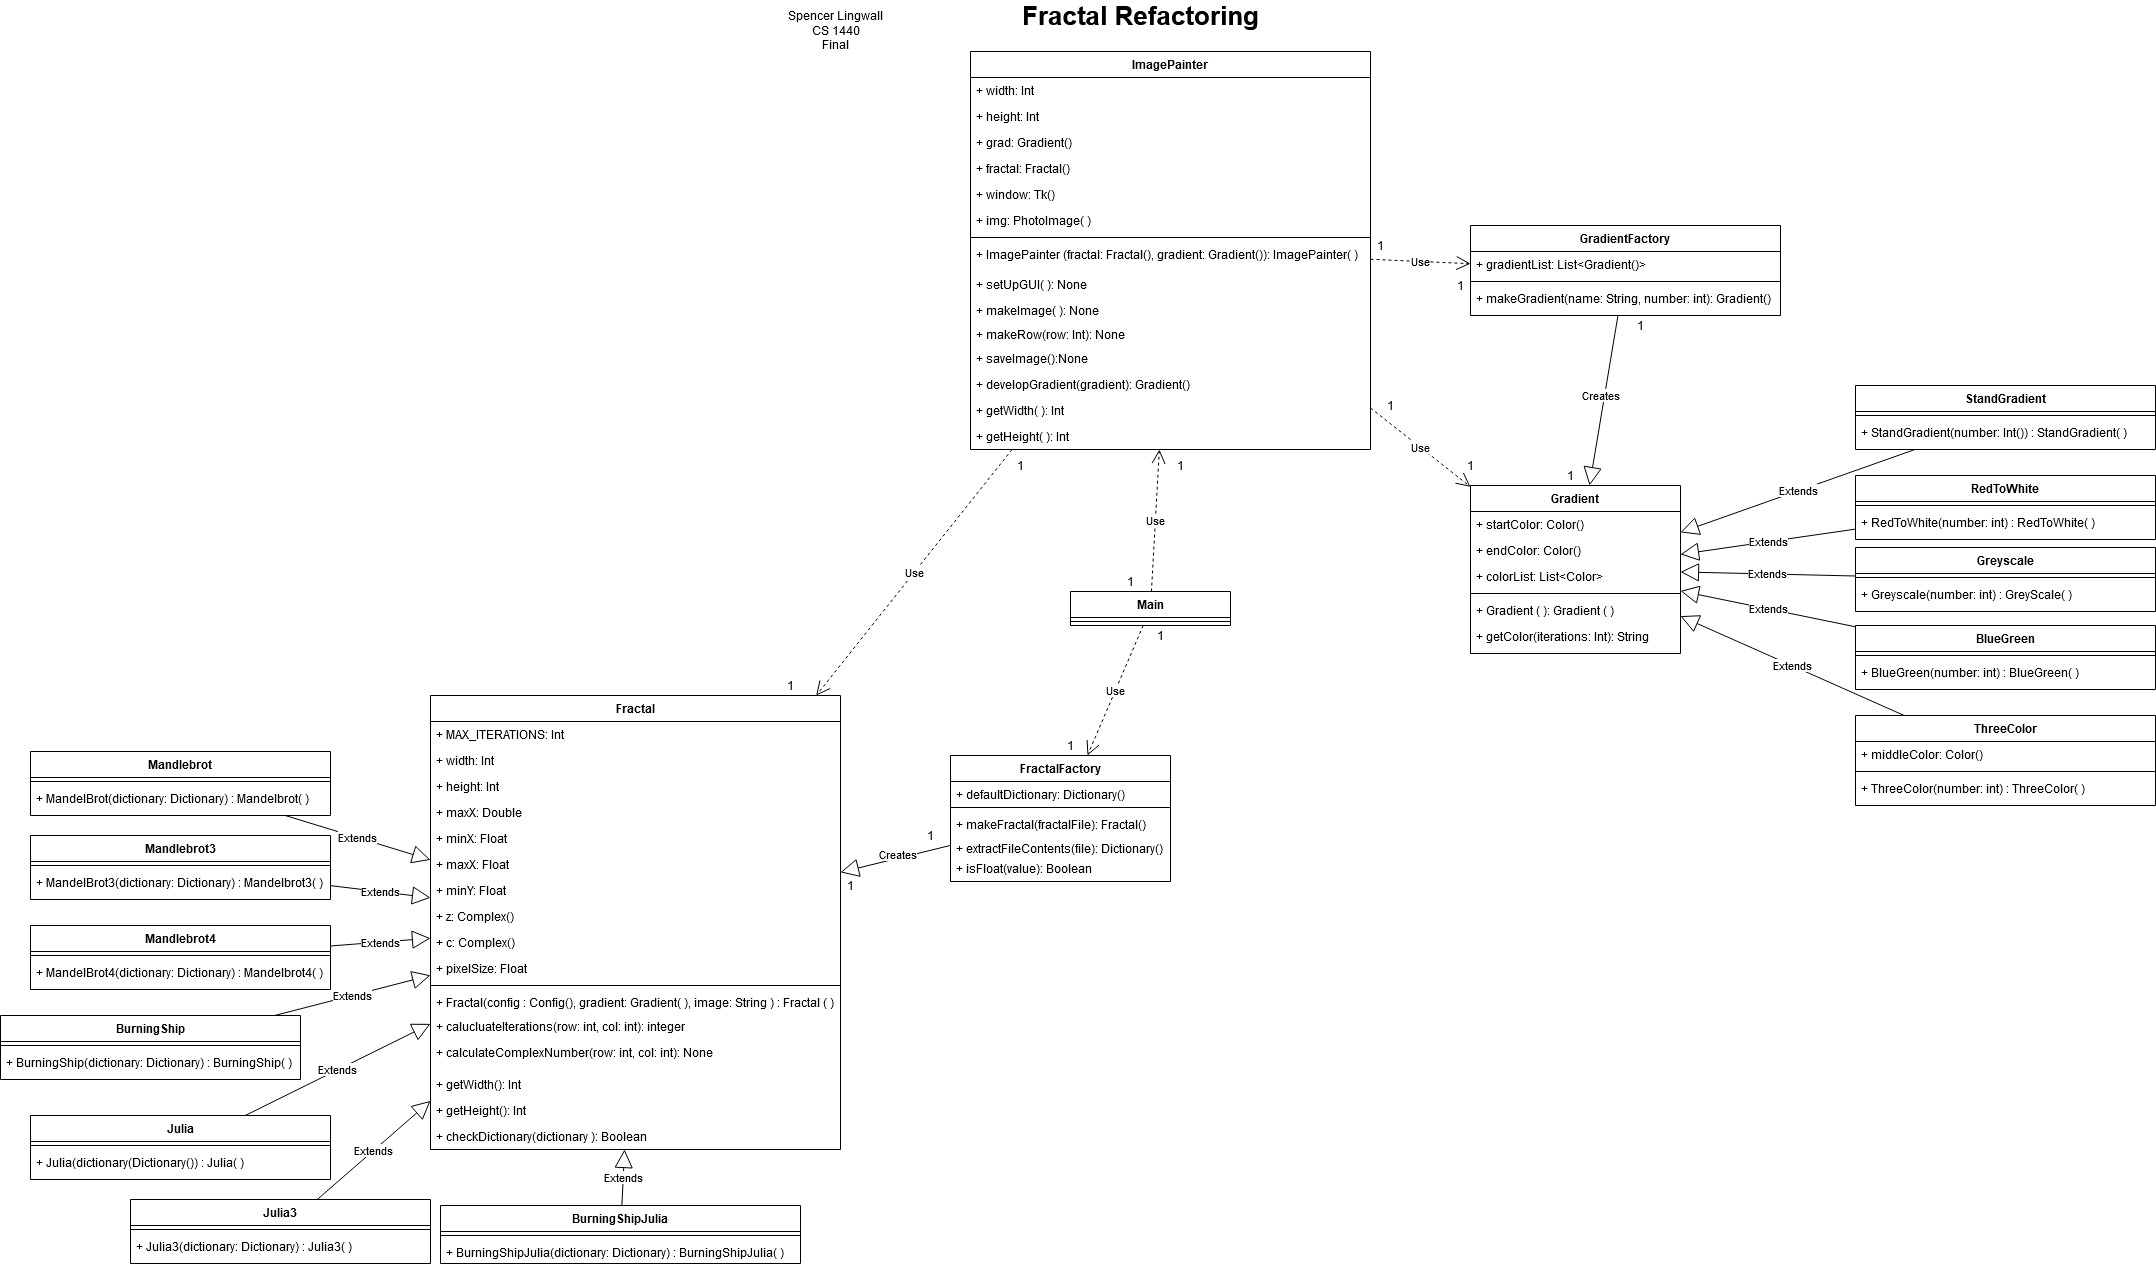 Fractal Refactoring
Spencer Lingwall
CS 1440
Final
ImagePainter
+ width: Int
+ height: Int
+ grad: Gradient()
+ fractal: Fractal()
+ window: Tk()
+ img: PhotoImage( )
+ ImagePainter (fractal: Fractal(), gradient: Gradient()): ImagePainter( )
+ setUpGUI( ): None
+ makeImage( ): None
+ makeRow(row: Int): None
+ saveImage():None
+ developGradient(gradient): Gradient()
+ getWidth( ): Int
+ getHeight( ): Int
1
Use
1
GradientFactory
+ gradientList: List<Gradient()>
+ makeGradient(name: String, number: int): Gradient()
1
Creates
1
1
Use
1
Gradient
+ startColor: Color()
+ endColor: Color()
+ colorList: List<Color>
+ Gradient ( ): Gradient ( )
+ getColor(iterations: Int): String
StandGradient
+ StandGradient(number: Int()) : StandGradient( )
Extends
RedToWhite
+ RedToWhite(number: int) : RedToWhite( )
Extends
Greyscale
+ Greyscale(number: int) : GreyScale( )
Extends
BlueGreen
+ BlueGreen(number: int) : BlueGreen( )
Extends
ThreeColor
+ middleColor: Color()
+ ThreeColor(number: int) : ThreeColor( )
Extends
1
Use
1
1
Use
1
Main
1
Use
1
FractalFactory
+ defaultDictionary: Dictionary()
+ makeFractal(fractalFile): Fractal()
+ extractFileContents(file): Dictionary()
+ isFloat(value): Boolean
1
Creates
1
Fractal
+ MAX_ITERATIONS: Int
+ width: Int
+ height: Int
+ maxX: Double
+ minX: Float
+ maxX: Float
+ minY: Float
+ z: Complex()
+ c: Complex()
+ pixelSize: Float
+ Fractal(config : Config(), gradient: Gradient( ), image: String ) : Fractal ( )
+ calucluateIterations(row: int, col: int): integer
+ calculateComplexNumber(row: int, col: int): None
+ getWidth(): Int
+ getHeight(): Int
+ checkDictionary(dictionary ): Boolean
Mandlebrot
+ MandelBrot(dictionary: Dictionary) : Mandelbrot( )
Extends
Mandlebrot3
+ MandelBrot3(dictionary: Dictionary) : Mandelbrot3( )
Extends
Mandlebrot4
+ MandelBrot4(dictionary: Dictionary) : Mandelbrot4( )
Extends
BurningShip
+ BurningShip(dictionary: Dictionary) : BurningShip( )
Extends
Julia
+ Julia(dictionary(Dictionary()) : Julia( )
Extends
Julia3
+ Julia3(dictionary: Dictionary) : Julia3( )
Extends
BurningShipJulia
+ BurningShipJulia(dictionary: Dictionary) : BurningShipJulia( )
Extends